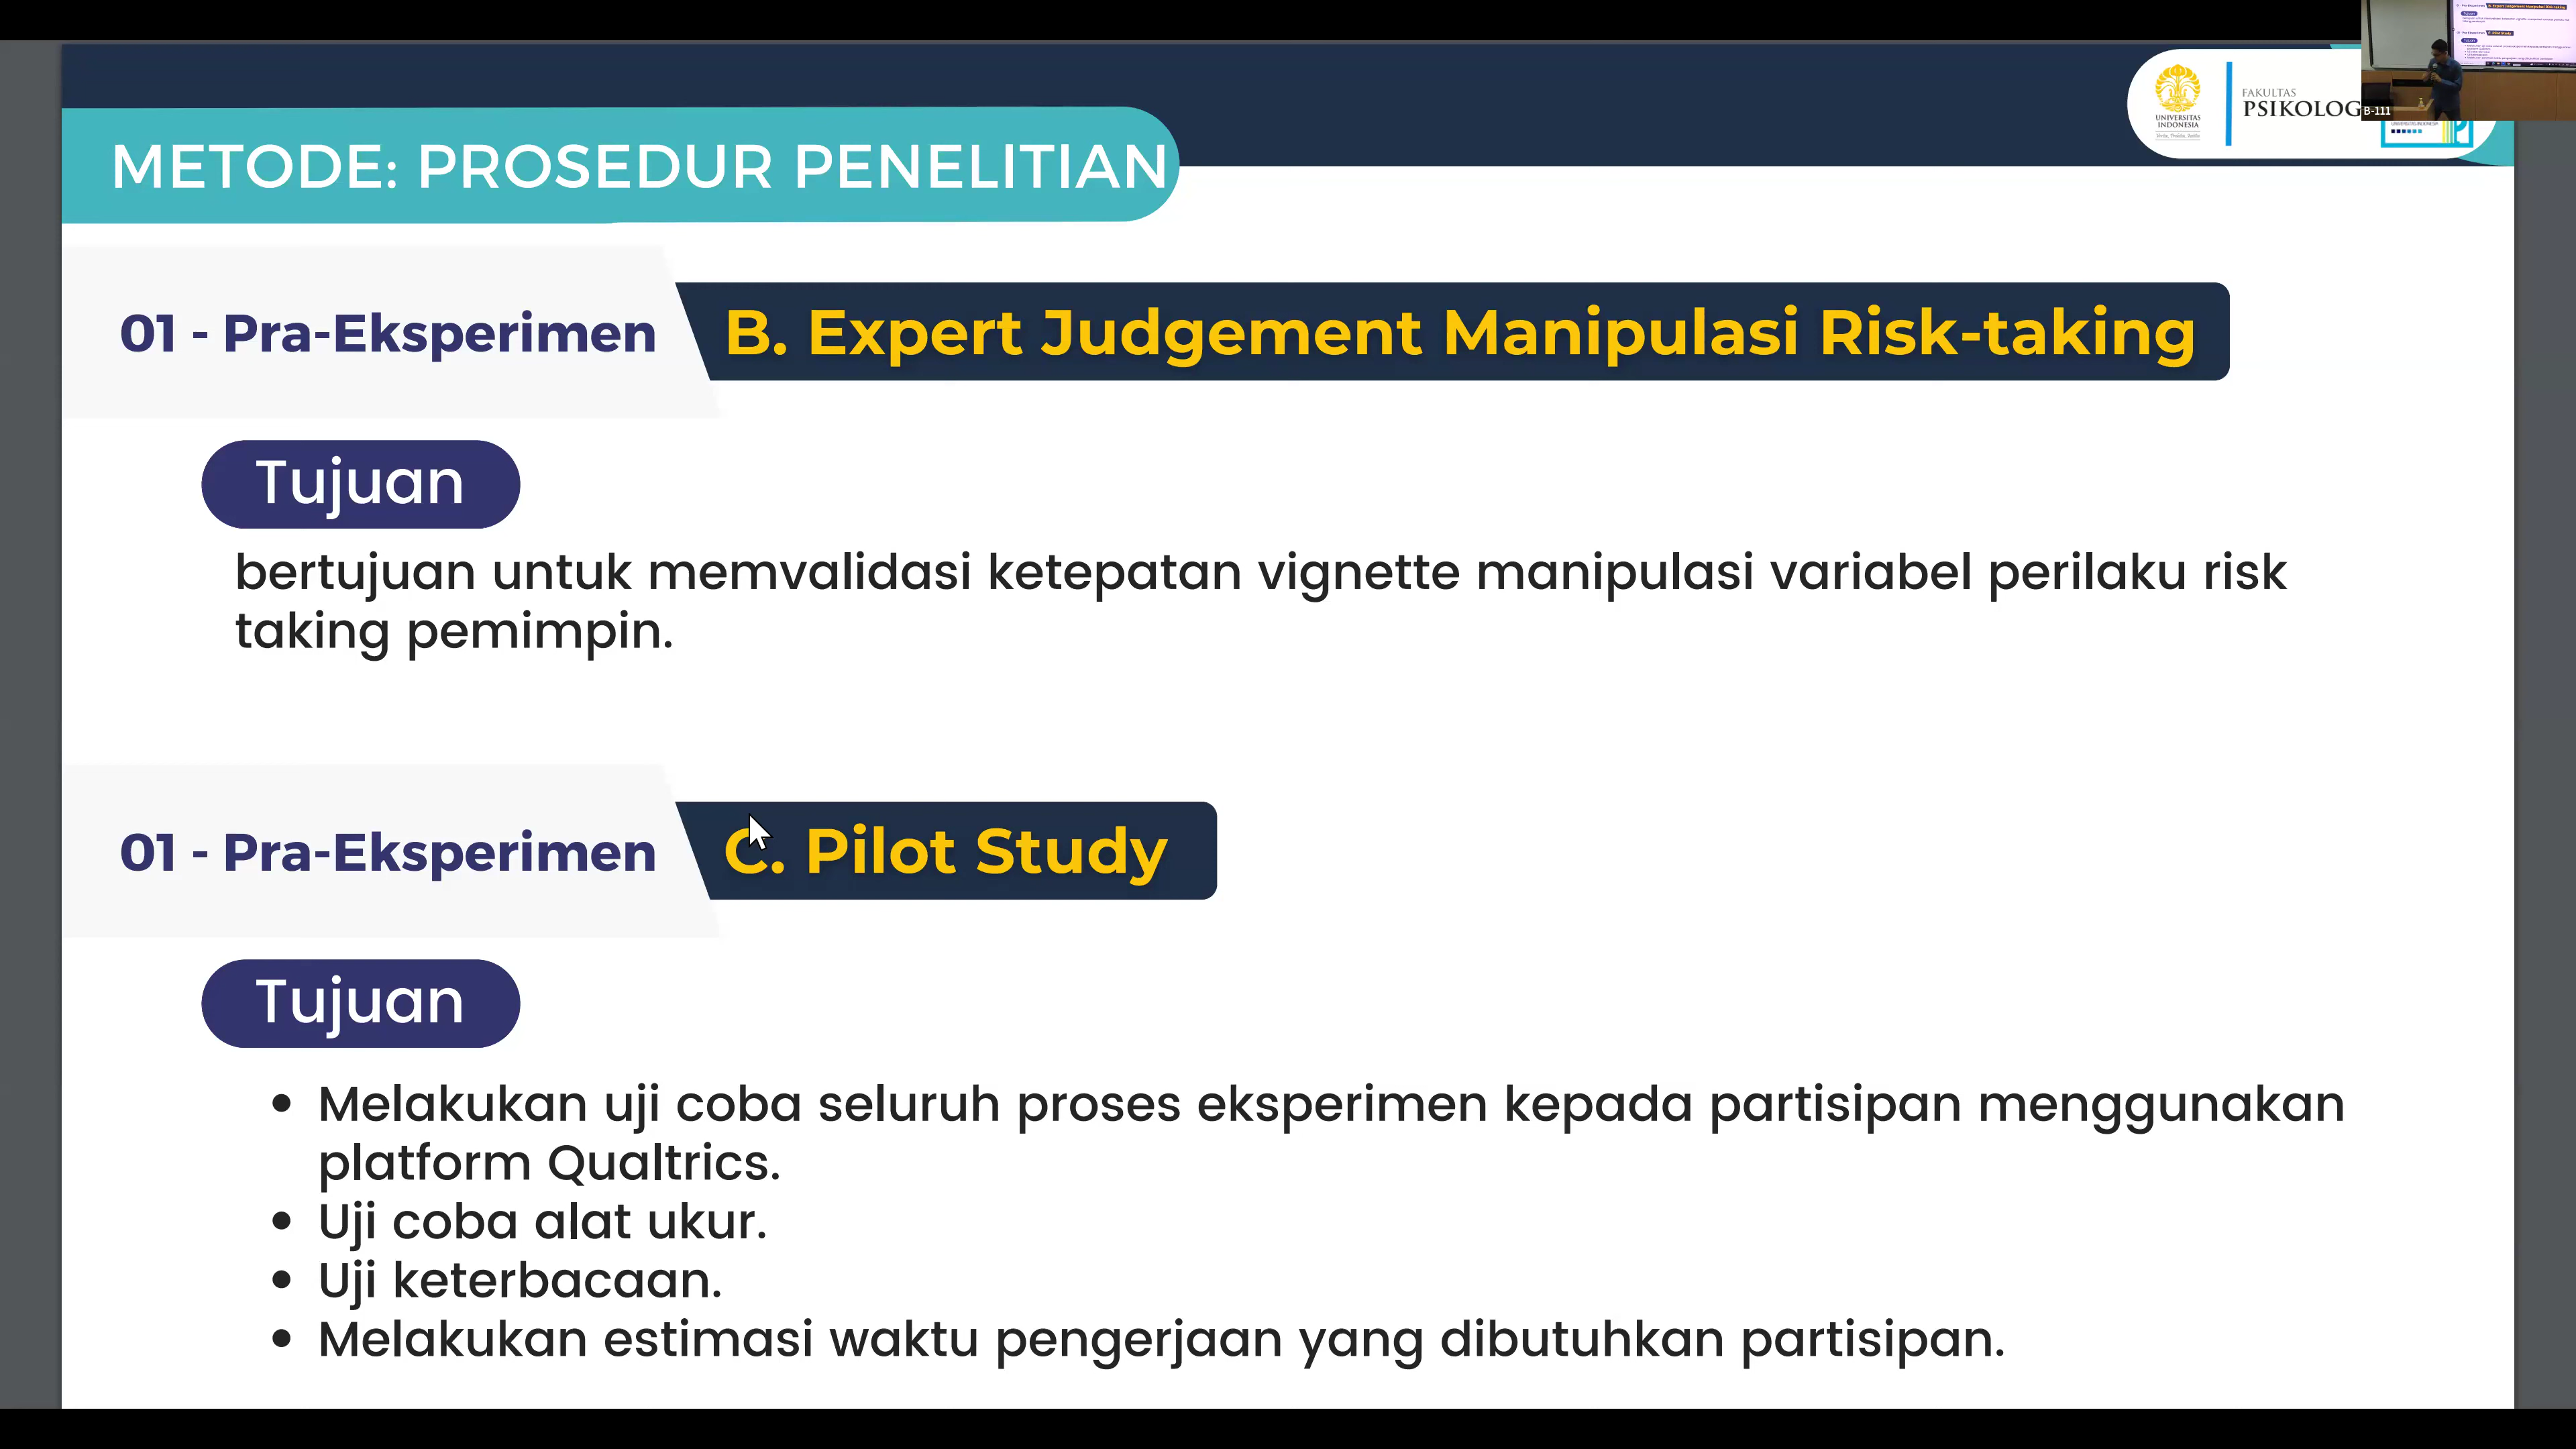 METODE: PROSEDUR PENELITIAN
UNIVERSITAS
INDONESIA
FAKULTAS
PSIKOLOG
B-111
01 - Pra-Eksperimen
B. Expert Judgement Manipulasi Risk-taking
Tujuan
bertujuan untuk memvalidasi ketepatan vignette manipulasi variabel perilaku risk
taking pemimpin.
01 - Pra-Eksperimen
C. Pilot Study
Tujuan
• Melakukan uji coba seluruh proses eksperimen kepada partisipan menggunakan
platform Qualtrics.
• Uji coba alat ukur.
• Uji keterbacaan.
• Melakukan estimasi waktu pengerjaan yang dibutuhkan partisipan.